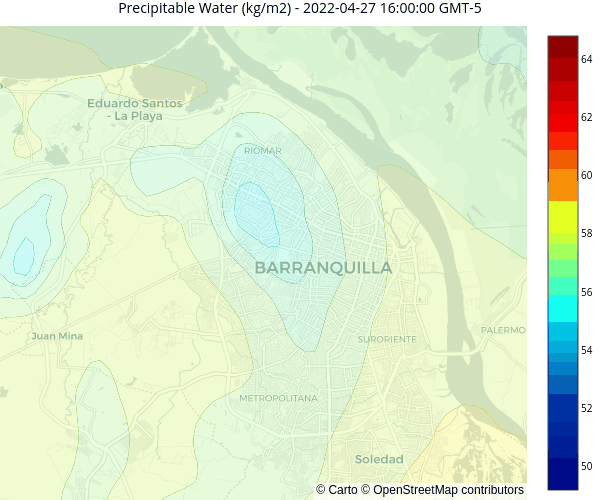 Precipitable Water (kg/m2) - 2022-04-27 16:00:00 GMT-5
64
62
60
58
56
54
52
50
Eduardo Santos
- La Playa
RIOMAR
BARRANQUILLA
Juan Mina
SURORIENTE
PALERMO
METROPOLITANA
Soledad
© Carto © OpenStreetMap contributors